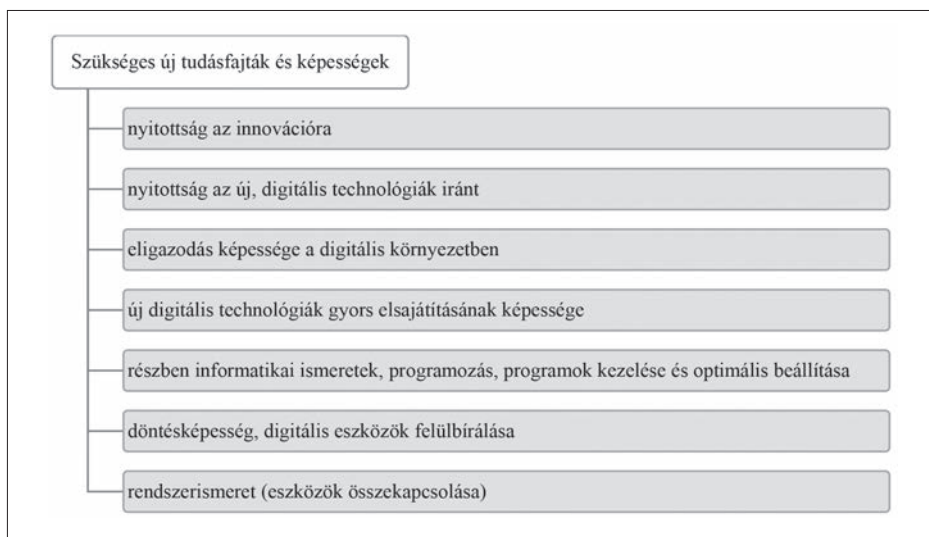 Szükséges új tudásfajták és képességek
nyitottság az innovációra
nyitottság az új, digitális technológiák iránt
eligazodás képessége a digitális környezetben
új digitális technológiák gyors elsajátításának képessége
részben informatikai ismeretek, programozás, programok kezelése és optimális beállítása
döntésképesség, digitális eszközök felülbírálása
rendszerismeret (eszközök összekapcsolása)